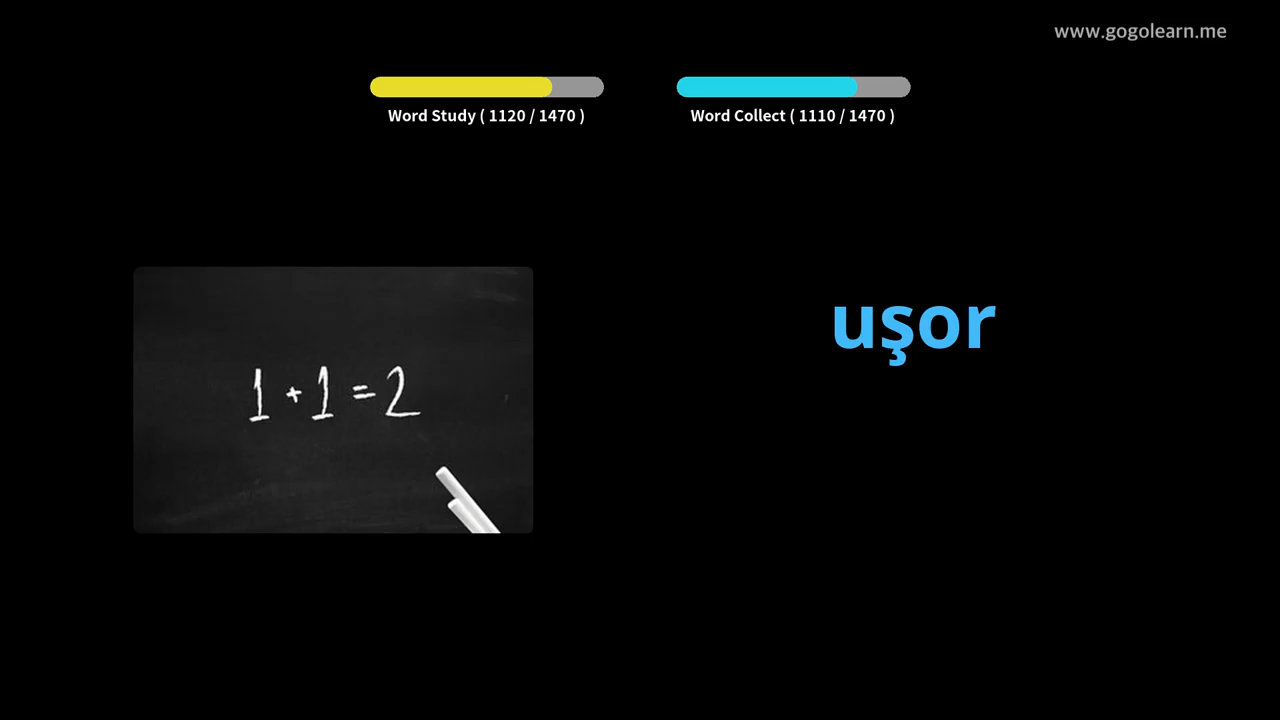 www.gogolearn.me
Word Study ( 1120 / 1470 )
Word Collect ( 1110 / 1470 )
uşor
1 + 1 = 2